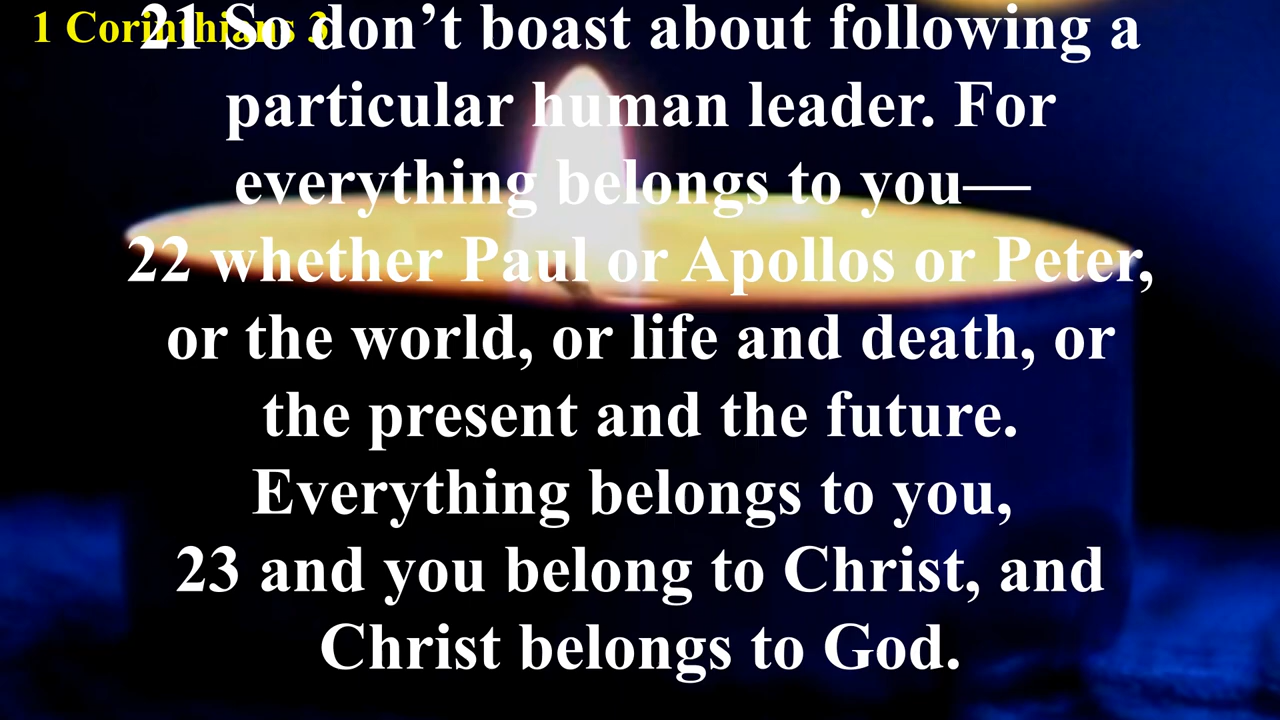 1 Corinthians 3
21 So don’t boast about following a
particular human leader. For
everything belongs to you—
22 whether Paul or Apollos or Peter,
or the world, or life and death, or
the present and the future.
Everything belongs to you,
23 and you belong to Christ, and
Christ belongs to God.